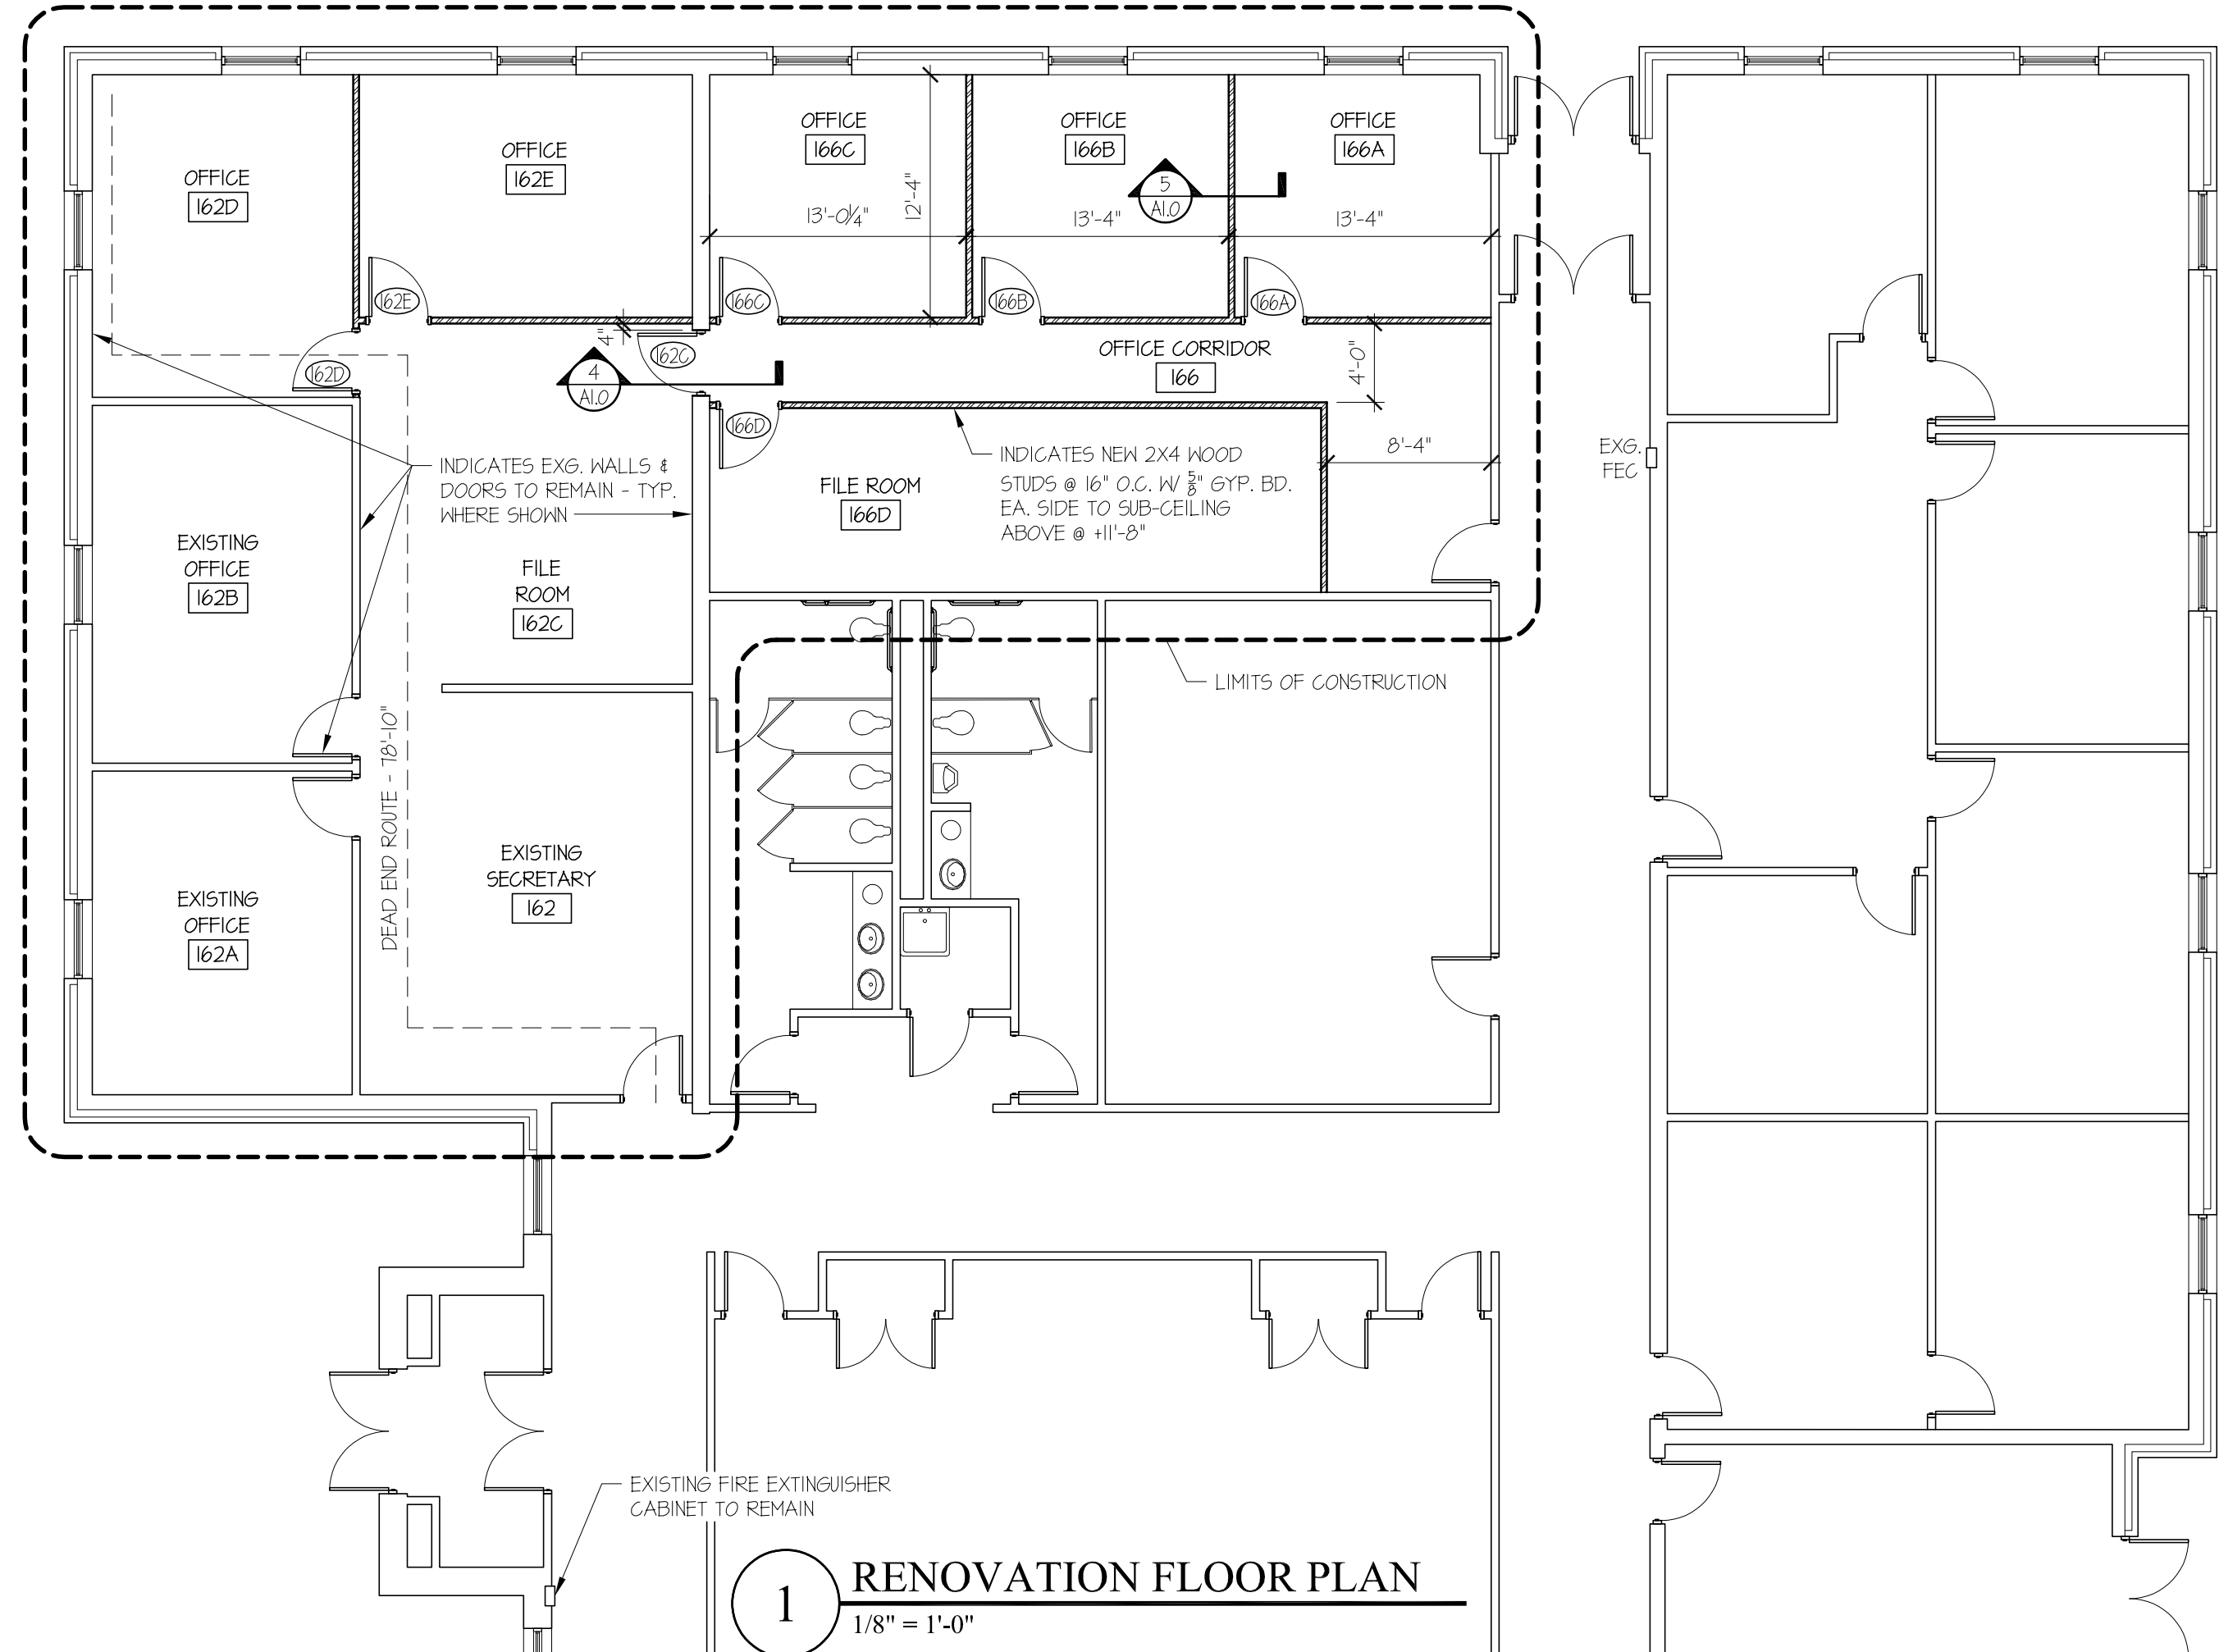 OFFICE
162D
OFFICE
162E
OFFICE
166C
OFFICE
166B
OFFICE
166A
12'-4"
13'-0¼"
13'-4"
13'-4"
5
A1.0
162E
166C
166B
166A
4"
162C
162D
4
A1.0
OFFICE CORRIDOR
166
4'-0"
166D
8'-4"
INDICATES EXG. WALLS &
DOORS TO REMAIN - TYP.
WHERE SHOWN
INDICATES NEW 2X4 WOOD
STUDS @ 16" O.C. W/ 5/8" GYP. BD.
EA. SIDE TO SUB-CEILING
ABOVE @ +11'-8"
EXG.
FEC
FILE ROOM
166D
EXISTING
OFFICE
162B
FILE
ROOM
162C
LIMITS OF CONSTRUCTION
DEAD END ROUTE - 78'-10"
EXISTING
SECRETARY
162
EXISTING
OFFICE
162A
EXISTING FIRE EXTINGUISHER
CABINET TO REMAIN
1
RENOVATION FLOOR PLAN
1/8" = 1'-0"